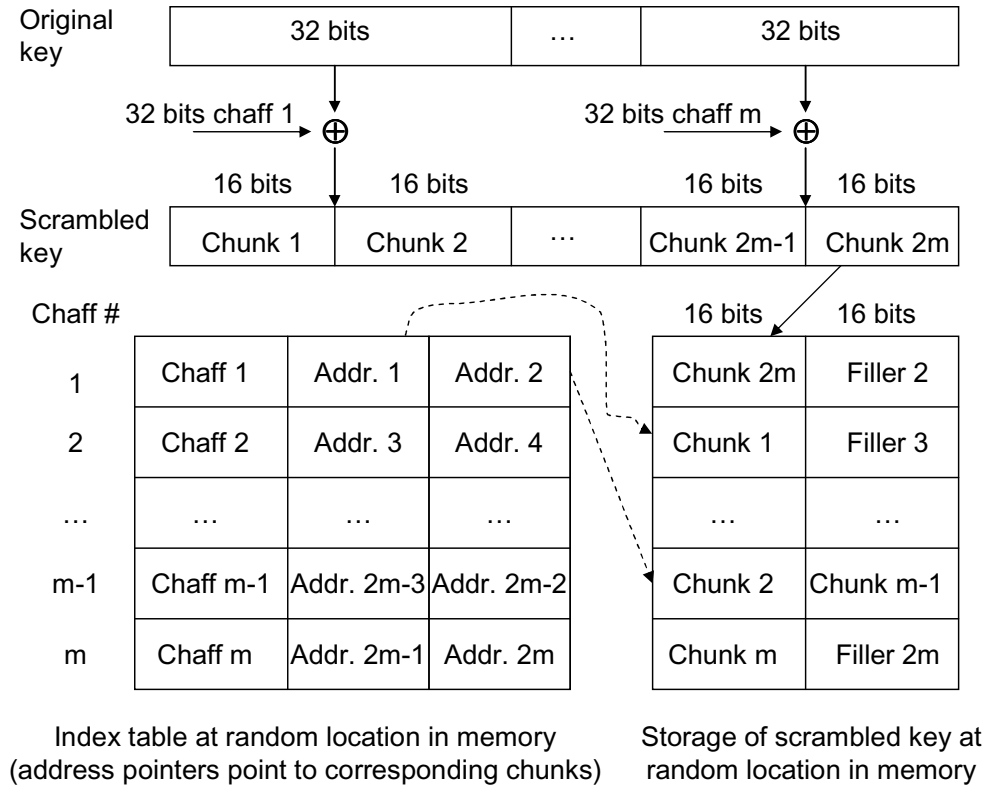 Original key
32 bits … 32 bits
32 bits chaff 1 ⊕ 32 bits chaff m ⊕
16 bits 16 bits 16 bits 16 bits
Scrambled key
Chunk 1 Chunk 2 … Chunk 2m-1 Chunk 2m
Chaff # 16 bits 16 bits
1 Chaff 1 Addr. 1 Addr. 2 Chunk 2m Filler 2
2 Chaff 2 Addr. 3 Addr. 4 Chunk 1 Filler 3
… … … … … …
m-1 Chaff m-1 Addr. 2m-3 Addr. 2m-2 Chunk 2 Chunk m-1
m Chaff m Addr. 2m-1 Addr. 2m Chunk m Filler 2m
Index table at random location in memory
(address pointers point to corresponding chunks)
Storage of scrambled key at
random location in memory